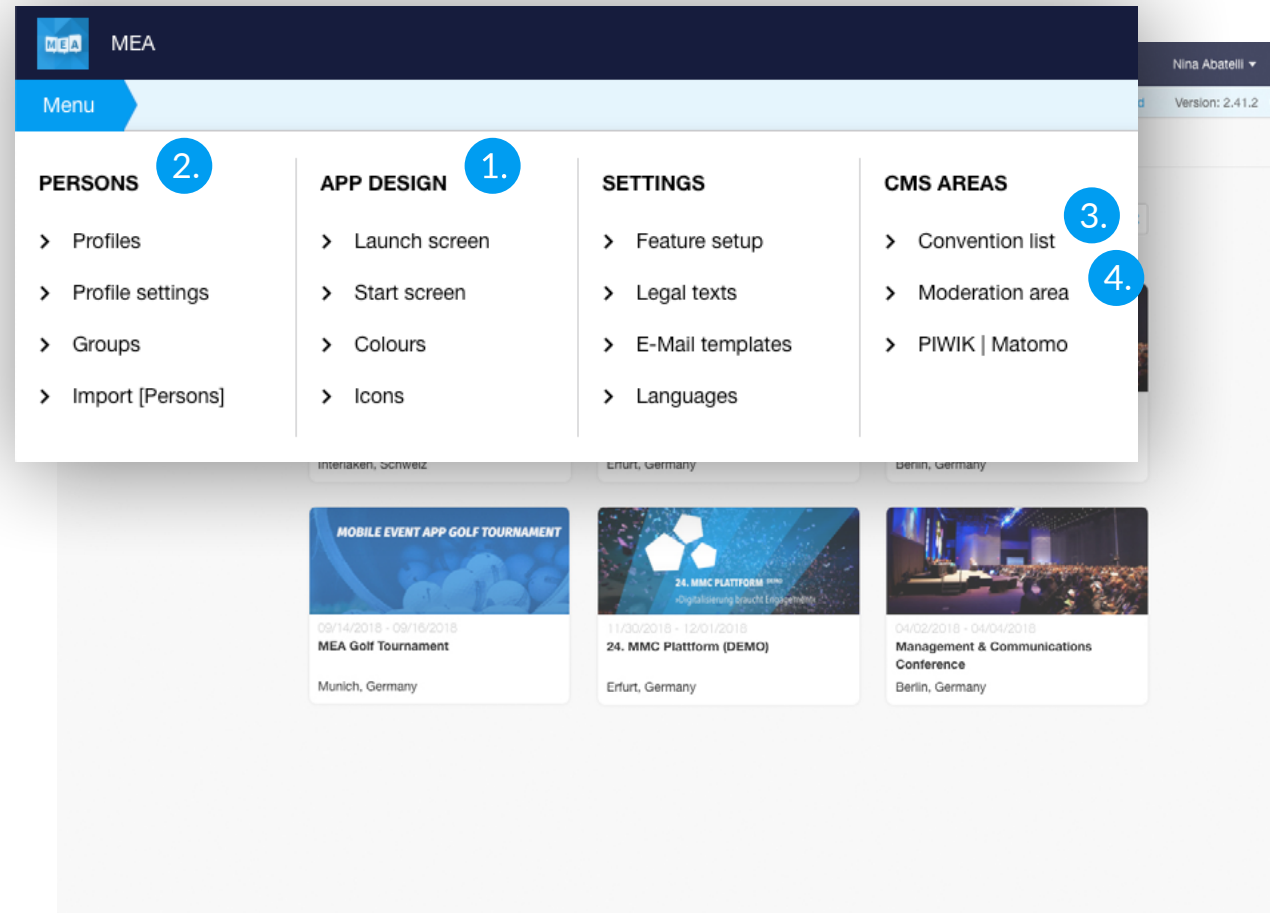 MEA MEA
Nina Abatelli
Menu
Version: 2.41.2
PERSONS
2.
Profiles
Profile settings
Groups
Import [Persons]
APP DESIGN
1.
Launch screen
Start screen
Colours
Icons
SETTINGS
Feature setup
Legal texts
E-Mail templates
Languages
CMS AREAS
3.
Convention list
4.
Moderation area
PIWIK | Matomo
Interlaken, Schweiz
Erfurt, Germany
Berlin, Germany
MOBILE EVENT APP GOLF TOURNAMENT
09/14/2018 - 09/16/2018
MEA Golf Tournament
Munich, Germany
24. MMC PLATTFORM DEMO
»Digitalisierung braucht Engagement«
11/30/2018 - 12/01/2018
24. MMC Plattform (DEMO)
Erfurt, Germany
04/02/2018 - 04/04/2018
Management & Communications
Conference
Berlin, Germany